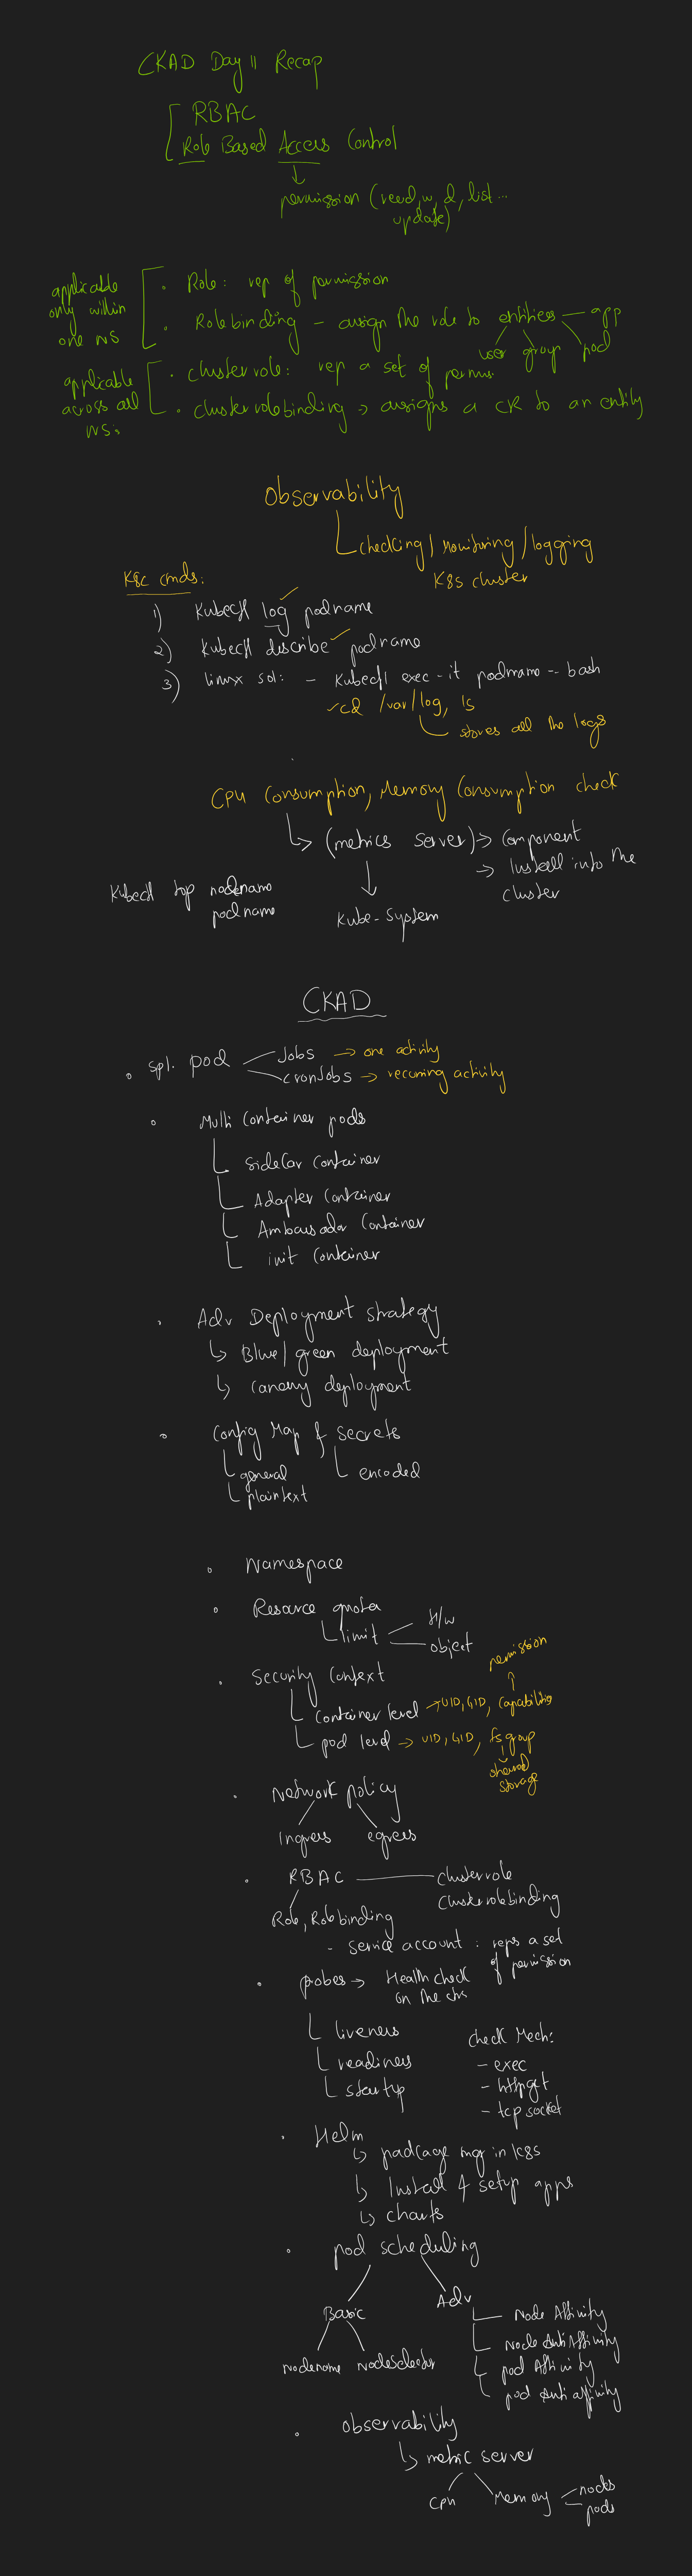 CKAD Day 11 Recap
RBAC
Role Based Access Control
permission (read, w, d, list ...
update)
applicable only within one NS
. Role: rep of permission
. Rolebinding - assign the role to entities - app
user group pod
applicable across all NS.
. clusterrole: rep a set of permis.
. clusterrolebinding → assigns a CR to an entity
Observability
checking / Monitoring / logging
K8s cluster
K8c cmds:
1) Kubectl log podname
2) Kubectl describe podname
3) linux sol: - Kubectl exec -it podname -- bash
cd /var/log, ls
stores all the logs
CPU Consumption, Memory Consumption check
(metrics server) → Component
→ Install into the
cluster
Kubectl top nodename
podname
Kube-System
CKAD
spl. pod
Jobs → one activity
cronJobs → recurring activity
Multi Container pods
SideCar container
Adapter Container
Ambassador Container
init Container
Adv Deployment strategy
Blue/green deployment
canary deployment
Config Map & Secrets
general
encoded
plaintext
Namespace
Resource quota
limit
H/w
object
Security Context
permission
Container level → UID, GID, capabilities
pod level → UID, GID, fsgroup
shared
storage
Network policy
Ingress egress
RBAC
clusterrole
Clusterrolebinding
Role, Rolebinding
- service account : reps a set
of permission
probes → Health check
on the
liveness
readiness
startup
check Mech:
- exec
- httpget
- tcp socket
Helm
package mgr in k8s
Install & setup apps
charts
pod scheduling
Basic
Adv
Nodename NodeSelector
Node Affinity
Node AntiAffinity
pod Affinity
pod Anti affinity
Observability
metric server
CPU Memory
nodes
pods